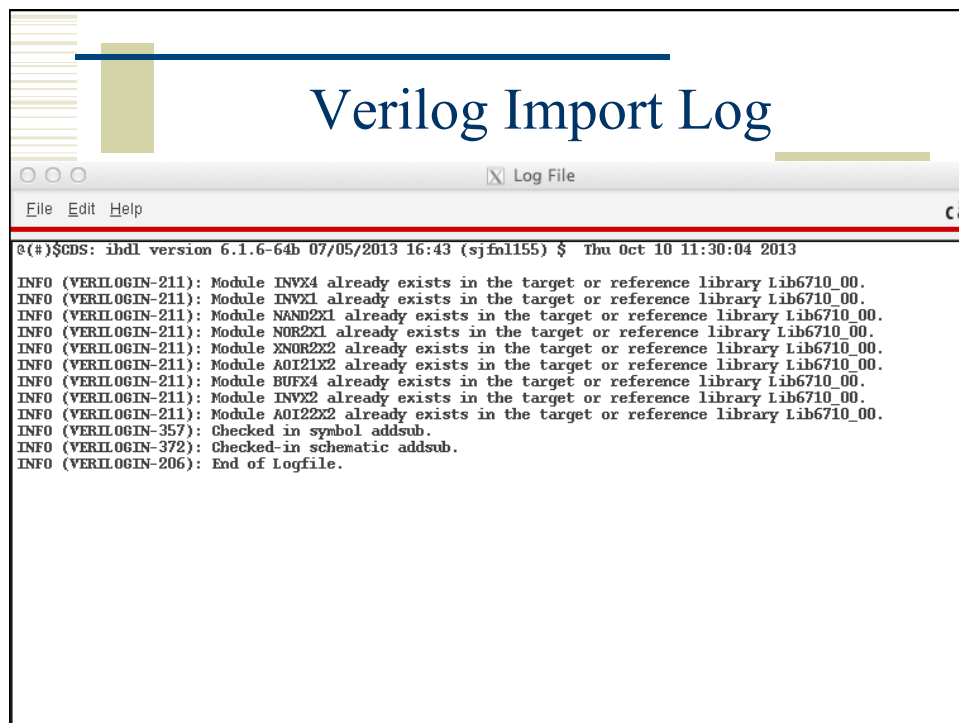 Verilog Import Log
X Log File
File Edit Help
@(#)$CDS: ihdl version 6.1.6-64b 07/05/2013 16:43 (sjfnl155) $ Thu Oct 10 11:30:04 2013
INFO (VERILOGIN-211): Module INVX4 already exists in the target or reference library Lib6710_00.
INFO (VERILOGIN-211): Module INVX1 already exists in the target or reference library Lib6710_00.
INFO (VERILOGIN-211): Module NAND2X1 already exists in the target or reference library Lib6710_00.
INFO (VERILOGIN-211): Module NOR2X1 already exists in the target or reference library Lib6710_00.
INFO (VERILOGIN-211): Module XNOR2X2 already exists in the target or reference library Lib6710_00.
INFO (VERILOGIN-211): Module AOI21X2 already exists in the target or reference library Lib6710_00.
INFO (VERILOGIN-211): Module BUFX4 already exists in the target or reference library Lib6710_00.
INFO (VERILOGIN-211): Module INVX2 already exists in the target or reference library Lib6710_00.
INFO (VERILOGIN-211): Module AOI22X2 already exists in the target or reference library Lib6710_00.
INFO (VERILOGIN-357): Checked in symbol addsub.
INFO (VERILOGIN-372): Checked-in schematic addsub.
INFO (VERILOGIN-206): End of Logfile.